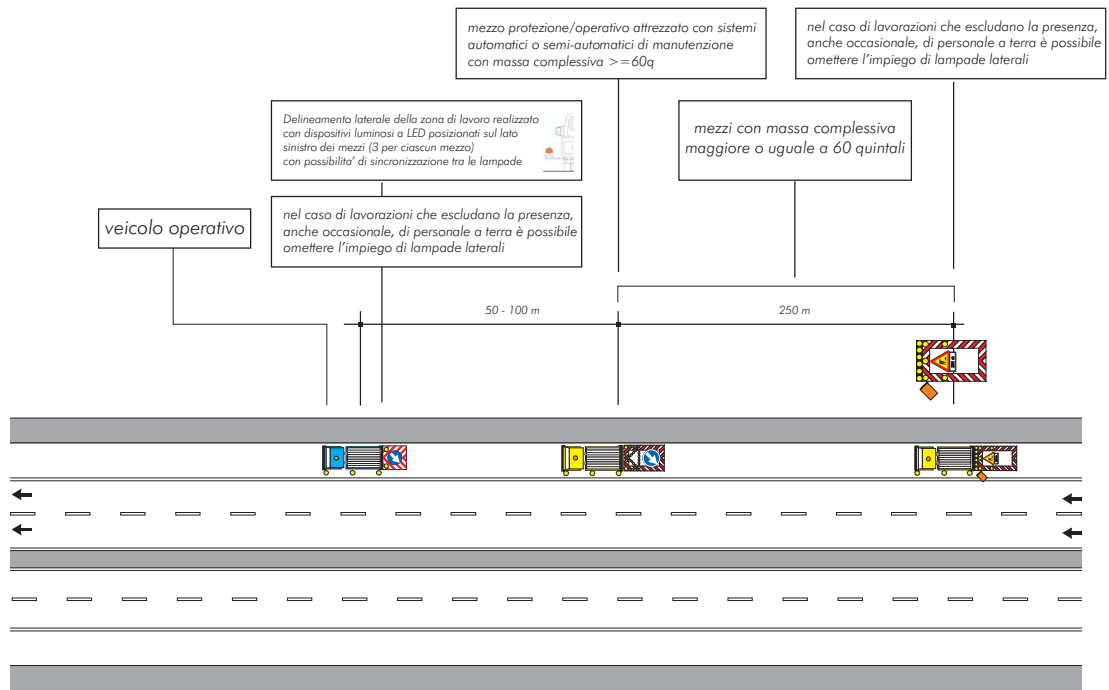 mezzo protezione/operativo attrezzato con sistemi
automatici o semi-automatici di manutenzione
con massa complessiva >=60q
nel caso di lavorazioni che escludano la presenza,
anche occasionale, di personale a terra è possibile
omettere l'impiego di lampade laterali
Delineamento laterale della zona di lavoro realizzato
con dispositivi luminosi a LED posizionati sul lato
sinistro dei mezzi (3 per ciascun mezzo)
con possibilita' di sincronizzazione tra le lampade
mezzi con massa complessiva
maggiore o uguale a 60 quintali
veicolo operativo
nel caso di lavorazioni che escludano la presenza,
anche occasionale, di personale a terra è possibile
omettere l'impiego di lampade laterali
50 - 100 m
250 m